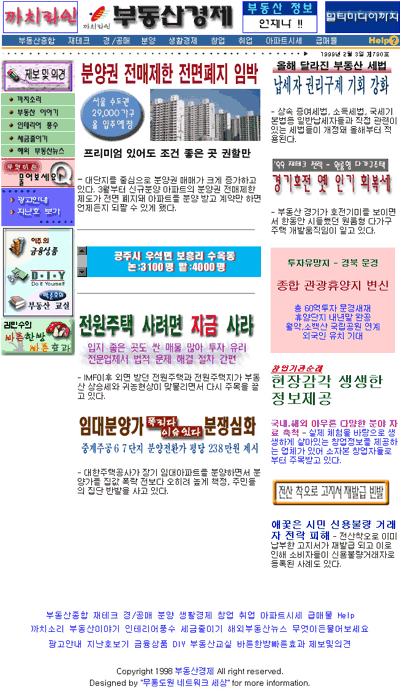 까치라인
까치라인
부동산경제
부동산 정보
언제나 !!
멀티미디어까지
부동산종합 재테크 경/공매 분양 생활경제 창업 취업 아파트시세 급매물 Help
1999年 2월 3일 제790호
제보 및 의견
까치소리
부동산 이야기
인테리어 풍수
세금줄이기
해외 부동산뉴스
무엇이든
물어보세요!
광고안내
지난호 보기
이주의
금융상품
D·I·Y
Do it Yourself
부동산 교실
김만수의
바른한방
빠른효과
분양권 전매제한 전면폐지 임박
서울 수도권
29,000가구
올 입주예정
프리미엄 있어도 조건 좋은 곳 권할만
- 대단지를 중심으로 분양권 매매가 크게 증가하고
있다. 3월부터 신규분양 아파트의 분양권 전매제한
제도가 전면 폐지돼 아파트를 분양 받고 계약만 하면
언제든지 되팔 수 있게 됐다.
광주시 우석면 보흥리 수옥동
논:3100평 밭:4000평
전원주택 사려면 지금 사라
입지 좋은 곳도 싼 매물 많아 투자 유리
전문업체서 법적 문제 해결 점차 간편
- IMF이후 외면 받던 전원주택과 전원주택지가 부동
산 상승세와 귀농현상이 맞물리면서 다시 주목을 끌
고 있다.
임대분양가 폭리다 이슈있다 분쟁심화
중계주공6 7단지 분양전환가 평당 238만원 제시
- 대한주택공사가 장기 임대아파트를 분양하면서 분
양가를 집값 폭락 전보다 오히려 높게 책정, 주민들
의 집단 반발을 사고 있다.
올해 달라진 부동산 세법
납세자 권리구제 기회 강화
- 상속 증여세법, 소득세법, 국세기
본법등 일반납세자들과 직접 관련이
있는 세법들이 개정돼 올해부터 적
용된다.
'99 재테크 전략 - 원룸형 다가구주택
경기호전 옛 인기 회복세
- 부동산 경기가 호전기미를 보이면
서 한동안 시들했던 원룸형 다가구
주택 개발움직임이 일고 있다.
투자유망지 - 경북 문경
종합 관광휴양지 변신
총 60억투자 문경새재
휴양단지 내년말 완공
월악,소백산 국립공원 연계
외국인 유치 기대
창업기관순례
현장감각 생생한
정보제공
국내.해외 아우른 다말한 분야 자
료 축척 - 실제 체험를 바탕으로 생
생하게 살아있는 창업정보를 제공하
는 업체가 있어 소자본 창업자들로
부터 주목받고 있다.
전산 착오로 고지서 재발급 빈발
애꿎은 시민 신용불량 거래
자 전락 피해 - 전산착오로 이미
납부한 고지서가 재발급 되고 이로
인해 소비자들이 신용불량거래자로
등록된 사례도 있다.
부동산종합 재테크 경/공매 분양 생활경제 창업 취업 아파트시세 급매물 Help
까치소리 부동산이야기 인테리어풍수 세금줄이기 해외부동산뉴스 무엇이든물어보세요
광고안내 지난호보기 금융상품 DIY 부동산교실 바른한방빠른효과 제보및의견
Copyright 1998 부동산경제 All right reserved.
Designed by "무통도원 네트워크 세상" for more information.